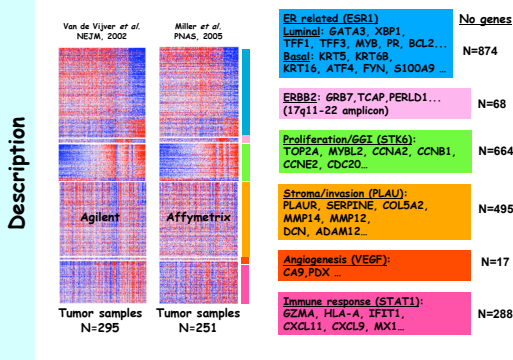 Description
Van de Vijver et al.
NEJM, 2002
Miller et al.
PNAS, 2005
Agilent
Affymetrix
Tumor samples
N=295
Tumor samples
N=251
No genes
ER related (ESR1)
Luminal: GATA3, XBP1,
TFF1, TFF3, MYB, PR, BCL2...
Basal: KRT5, KRT6B,
KRT16, ATF4, FYN, S100A9 ...
N=874
ERBB2: GRB7,TCAP,PERLD1...
(17q11-22 amplicon)
N=68
Proliferation/GGI (STK6):
TOP2A, MYBL2, CCNA2, CCNB1,
CCNE2, CDC20...
N=664
Stroma/invasion (PLAU):
PLAUR, SERPINE, COL5A2,
MMP14, MMP12,
DCN, ADAM12...
N=495
Angiogenesis (VEGF):
CA9,PDX ...
N=17
Immune response (STAT1):
GZMA, HLA-A, IFIT1,
CXCL11, CXCL9, MX1...
N=288